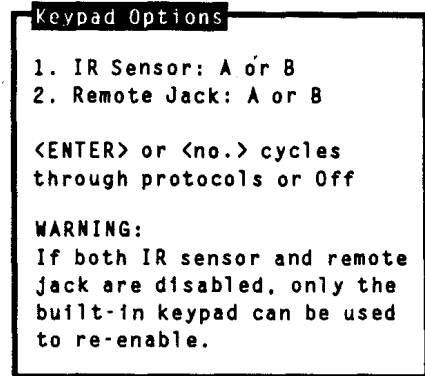 Keypad Options
1. IR Sensor: A or B
2. Remote Jack: A or B
<ENTER> or <no.> cycles
through protocols or Off
WARNING:
If both IR sensor and remote
jack are disabled, only the
built-in keypad can be used
to re-enable.